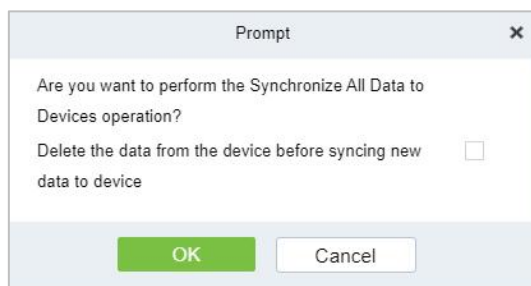 Prompt
Are you want to perform the Synchronize All Data to
Devices operation?
Delete the data from the device before syncing new
data to device
OK
Cancel